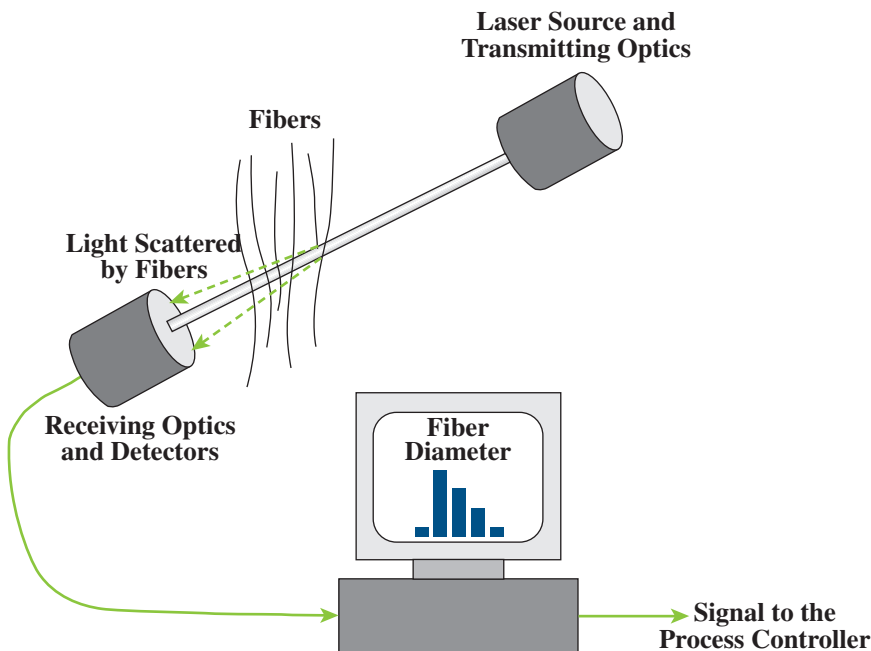 Laser Source and
Transmitting Optics
Fibers
Light Scattered
by Fibers
Receiving Optics
and Detectors
Fiber
Diameter
Signal to the
Process Controller